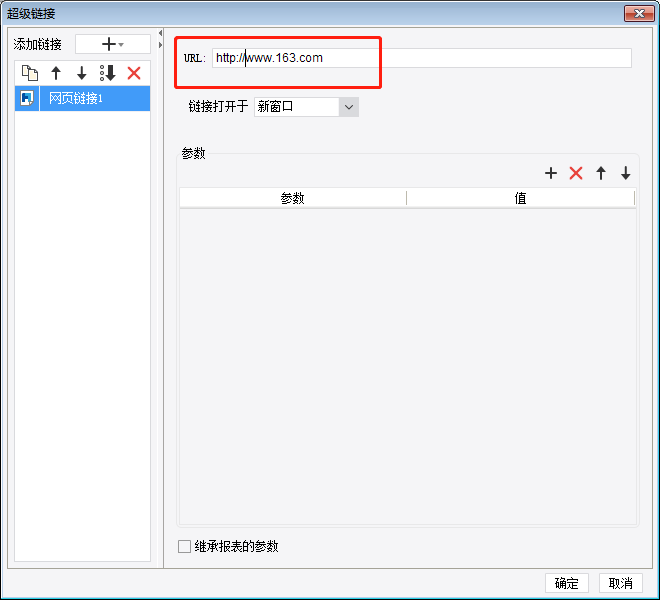 超级链接
添加链接
网页链接1
URL: http://www.163.com
链接打开于 新窗口
参数
参数 值
继承报表的参数
确定 取消